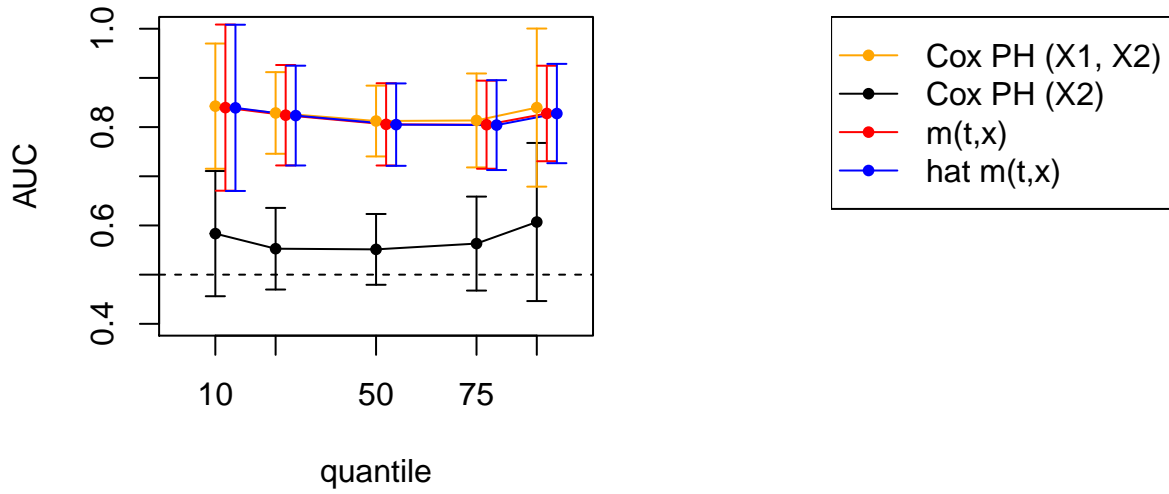 AUC
1.0
0.8
0.6
0.4
10
50
75
quantile
Cox PH (X1, X2)
Cox PH (X2)
m(t,x)
hat m(t,x)